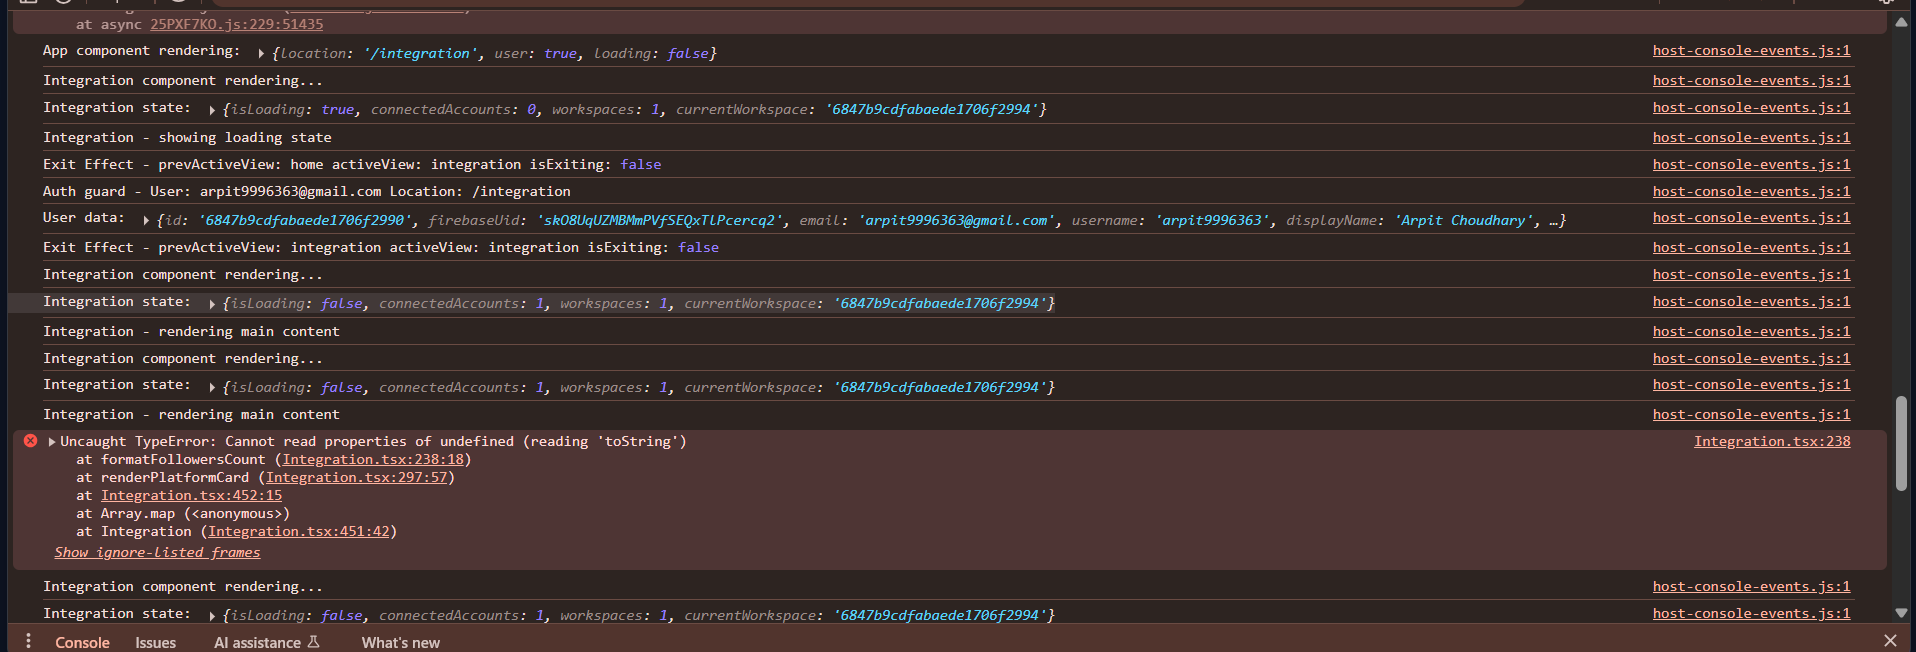 at async 25PXF7KO.js:229:51435
App component rendering: ▶ {location: '/integration', user: true, loading: false} host-console-events.js:1
Integration component rendering... host-console-events.js:1
Integration state: ▶ {isLoading: true, connectedAccounts: 0, workspaces: 1, currentWorkspace: '6847b9cdfabaede1706f2994'} host-console-events.js:1
Integration - showing loading state host-console-events.js:1
Exit Effect - prevActiveView: home activeView: integration isExiting: false host-console-events.js:1
Auth guard - User: arpit9996363@gmail.com Location: /integration host-console-events.js:1
User data: ▶ {id: '6847b9cdfabaede1706f2990', firebaseUid: 'skO8UqUZMBMmPVfSEQxTlPcercq2', email: 'arpit9996363@gmail.com', username: 'arpit9996363', displayName: 'Arpit Choudhary', …} host-console-events.js:1
Exit Effect - prevActiveView: integration activeView: integration isExiting: false host-console-events.js:1
Integration component rendering... host-console-events.js:1
Integration state: ▶ {isLoading: false, connectedAccounts: 1, workspaces: 1, currentWorkspace: '6847b9cdfabaede1706f2994'} host-console-events.js:1
Integration - rendering main content host-console-events.js:1
Integration component rendering... host-console-events.js:1
Integration state: ▶ {isLoading: false, connectedAccounts: 1, workspaces: 1, currentWorkspace: '6847b9cdfabaede1706f2994'} host-console-events.js:1
Integration - rendering main content host-console-events.js:1
▶ Uncaught TypeError: Cannot read properties of undefined (reading 'toString') Integration.tsx:238
at formatFollowersCount (Integration.tsx:238:18)
at renderPlatformCard (Integration.tsx:297:57)
at Integration.tsx:452:15
at Array.map (<anonymous>)
at Integration (Integration.tsx:451:42)
Show ignore-listed frames
Integration component rendering... host-console-events.js:1
Integration state: ▶ {isLoading: false, connectedAccounts: 1, workspaces: 1, currentWorkspace: '6847b9cdfabaede1706f2994'} host-console-events.js:1
Console Issues AI assistance What's new